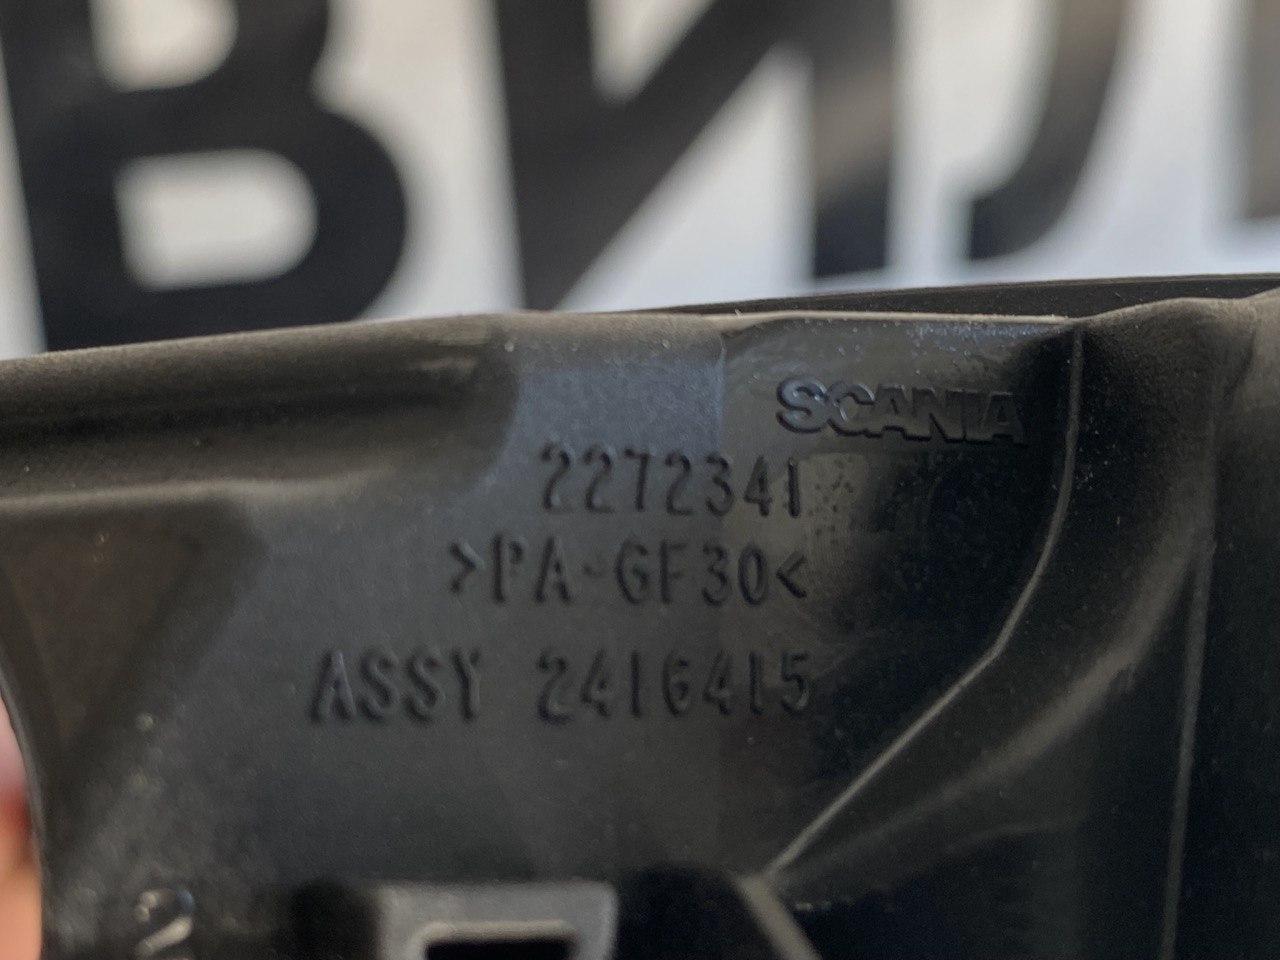 ВИЛ
SCANIA
2272341
>PA-GF30<
ASSY 2416415